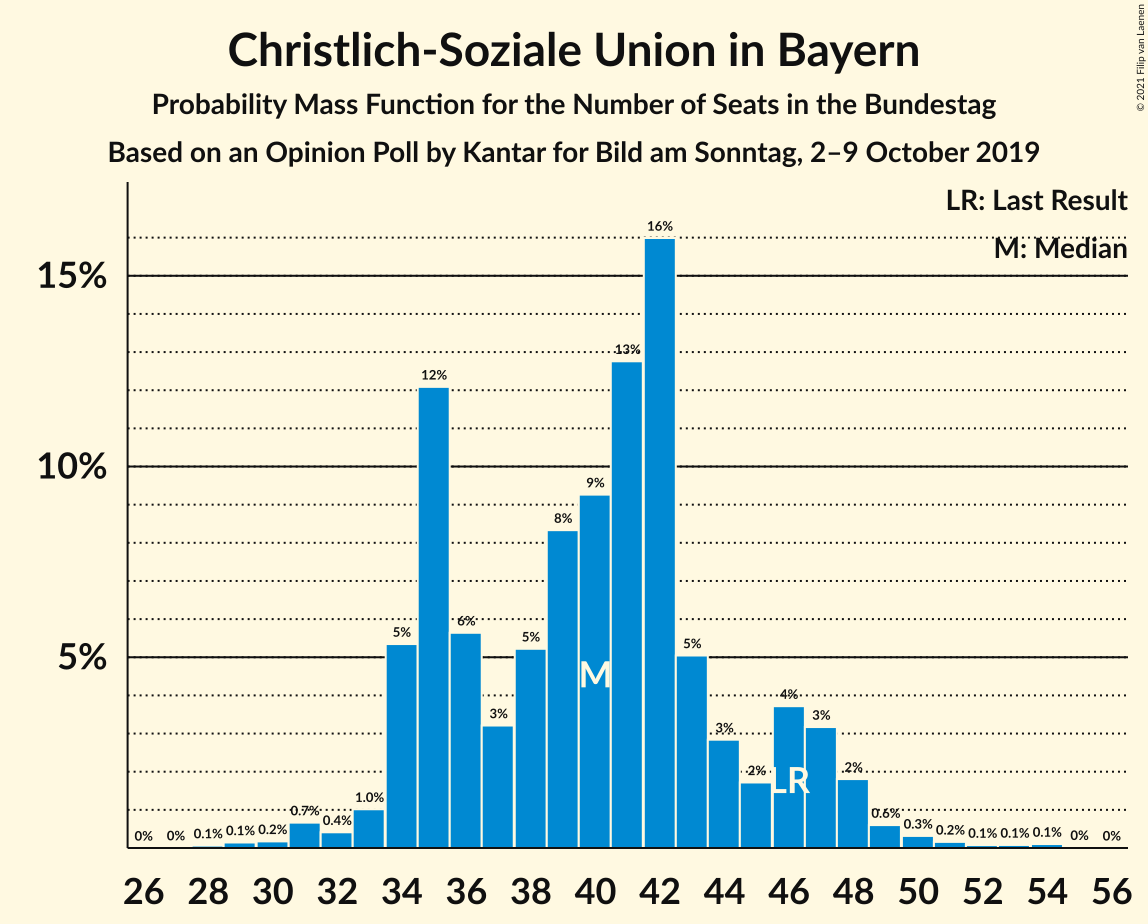 Christlich-Soziale Union in Bayern
Probability Mass Function for the Number of Seats in the Bundestag
Based on an Opinion Poll by Kantar for Bild am Sonntag, 2–9 October 2019
© 2021 Filip van Laenen
LR: Last Result
M: Median
15%
10%
5%
0% 0% 0.1% 0.1% 0.2% 0.7% 0.4% 1.0% 5% 12% 6% 3% 5% 8% 9% 13% 16% 5% 3% 2% 4% 3% 2% 0.6% 0.3% 0.2% 0.1% 0.1% 0.1% 0% 0%
M
LR
26 28 30 32 34 36 38 40 42 44 46 48 50 52 54 56